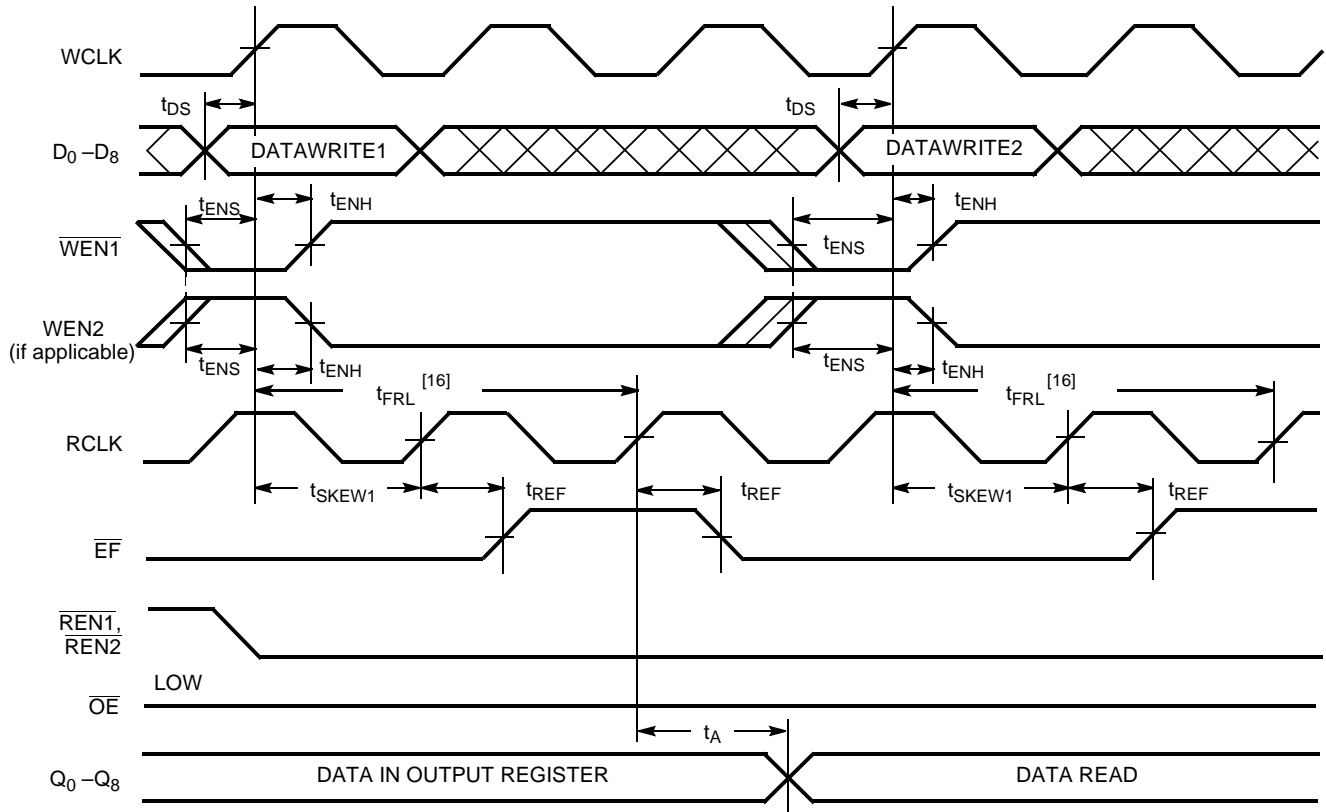 WCLK
tDS
tDS
D0 –D8
DATAWRITE1
DATAWRITE2
tENS
tENH
tENH
WEN1
tENS
WEN2
(if applicable)
tENS
tENH
tENS
tENH
tFRL [16]
tFRL [16]
RCLK
tSKEW1
tREF
tREF
tSKEW1
tREF
EF
REN1,
REN2
LOW
OE
tA
Q0 –Q8
DATA IN OUTPUT REGISTER
DATA READ